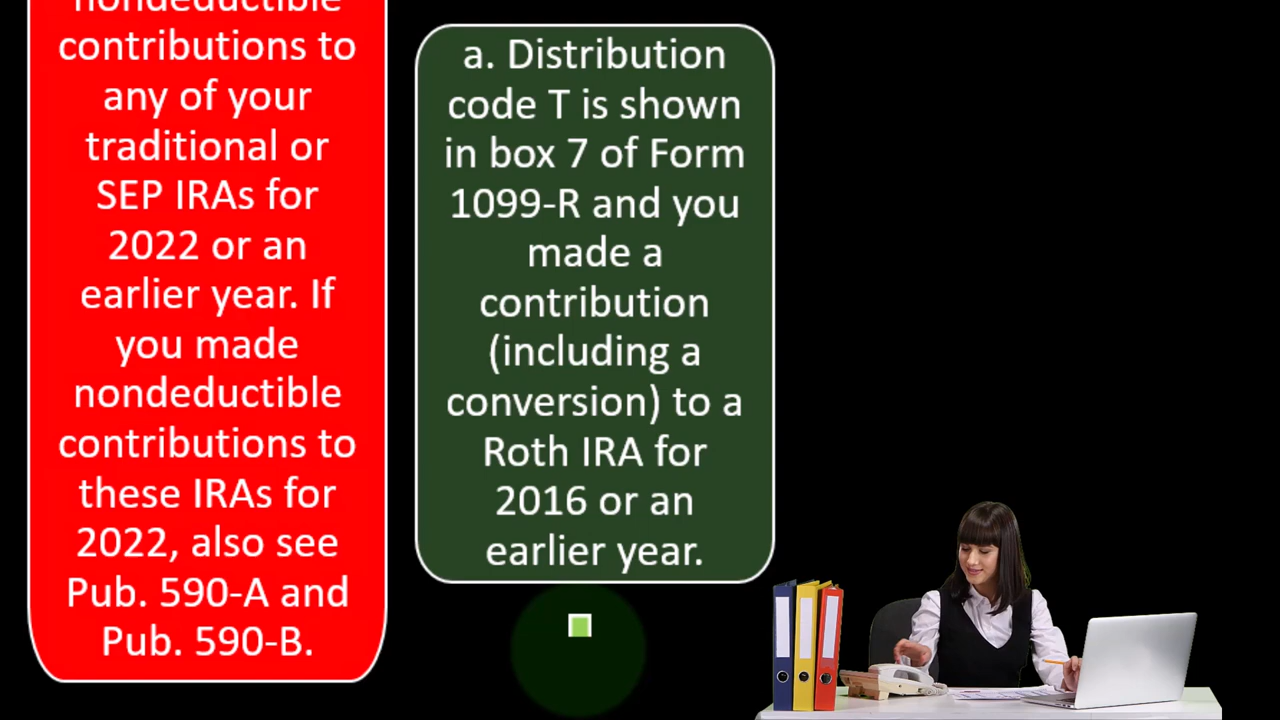 nondeductible
contributions to
any of your
traditional or
SEP IRAs for
2022 or an
earlier year. If
you made
nondeductible
contributions to
these IRAs for
2022, also see
Pub. 590-A and
Pub. 590-B.
a. Distribution
code T is shown
in box 7 of Form
1099-R and you
made a
contribution
(including a
conversion) to a
Roth IRA for
2016 or an
earlier year.